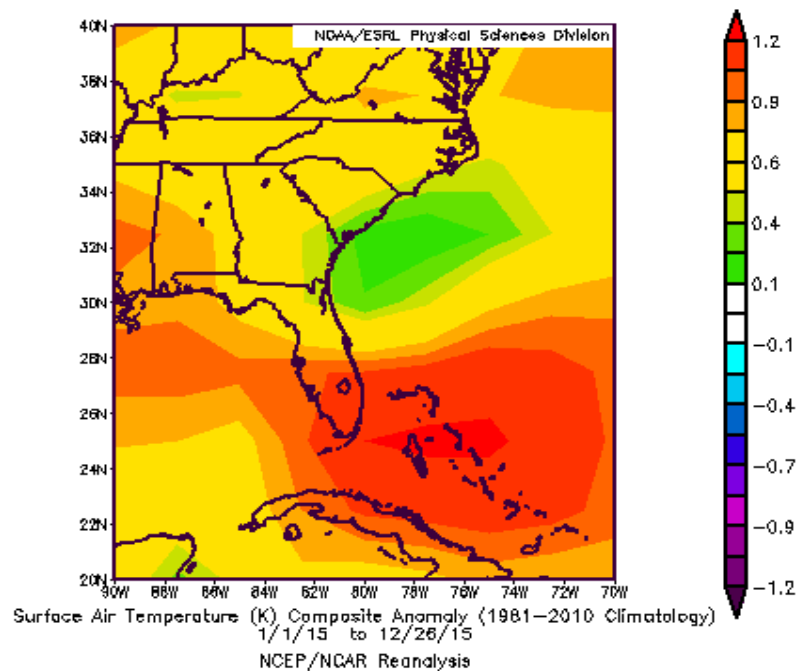 NOAA/ESRL Physical Sciences Division
40N
38N
36N
34N
32N
30N
28N
26N
24N
22N
20N
90W 88W 86W 84W 82W 80W 78W 76W 74W 72W 70W
1.2
0.9
0.6
0.4
0.1
−0.1
−0.4
−0.7
−0.9
−1.2
Surface Air Temperature (K) Composite Anomaly (1981−2010 Climatology)
1/1/15 to 12/26/15
NCEP/NCAR Reanalysis